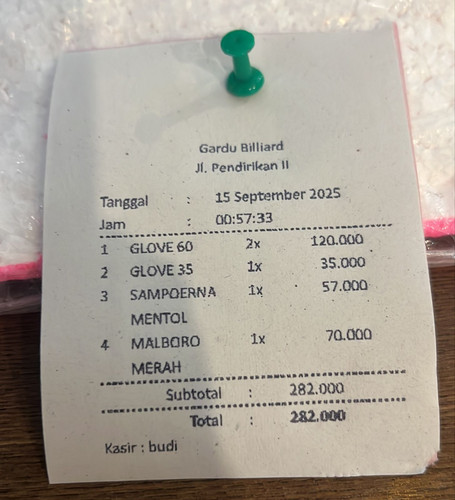 Gardu Billiard
Jl. Pendirikan II
Tanggal : 15 September 2025
Jam : 00:57:33
1 GLOVE 60 2x 120.000
2 GLOVE 35 1x 35.000
3 SAMPOERNA 1x 57.000
MENTOL
4 MALBORO 1x 70.000
MERAH
Subtotal : 282.000
Total : 282.000
Kasir : budi